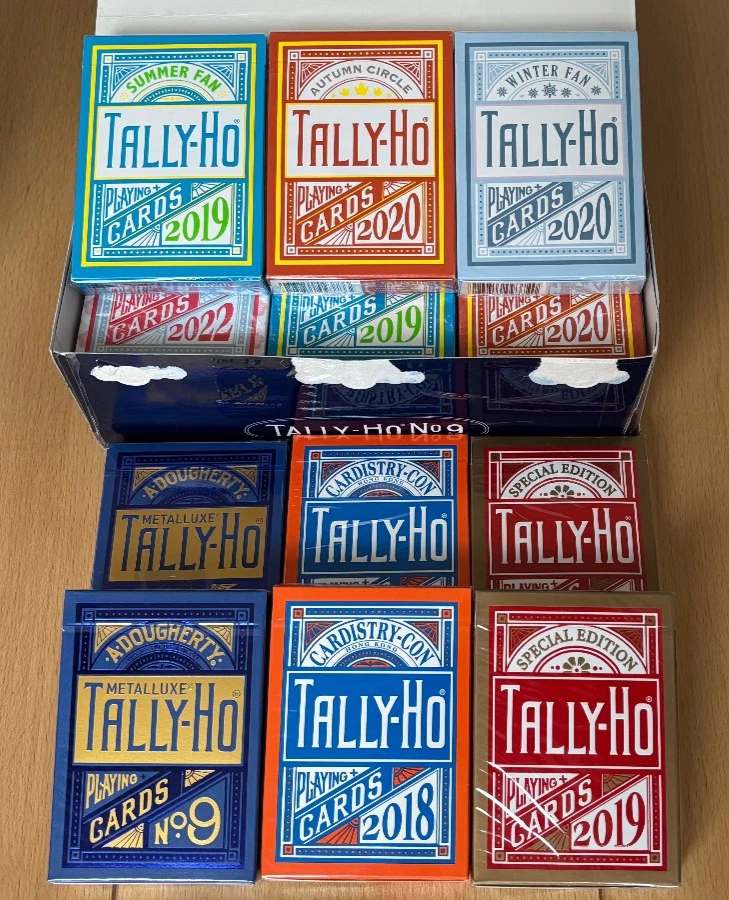 SUMMER FAN
TALLY-HO®
PLAYING
CARDS
2019
AUTUMN CIRCLE
TALLY-HO®
PLAYING
CARDS
2020
WINTER FAN
TALLY-HO®
PLAYING
CARDS
2020
PLAYING
CARDS
2022
PLAYING
CARDS
2019
PLAYING
CARDS
2020
TALLY-HO® No 9
A. DOUGHERTY.
METALLUXE®
TALLY-HO®
CARDISTRY-CON
HONG KONG
TALLY-HO®
SPECIAL EDITION
TALLY-HO®
A. DOUGHERTY.
METALLUXE®
TALLY-HO®
PLAYING
CARDS
No. 9
CARDISTRY-CON
HONG KONG
TALLY-HO®
PLAYING
CARDS
2018
SPECIAL EDITION
TALLY-HO®
PLAYING
CARDS
2019